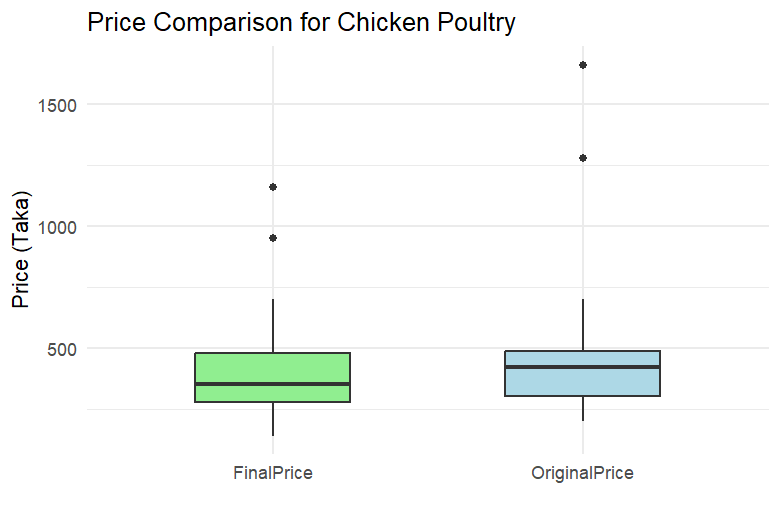 Price Comparison for Chicken Poultry
Price (Taka)
1500
1000
500
FinalPrice
OriginalPrice